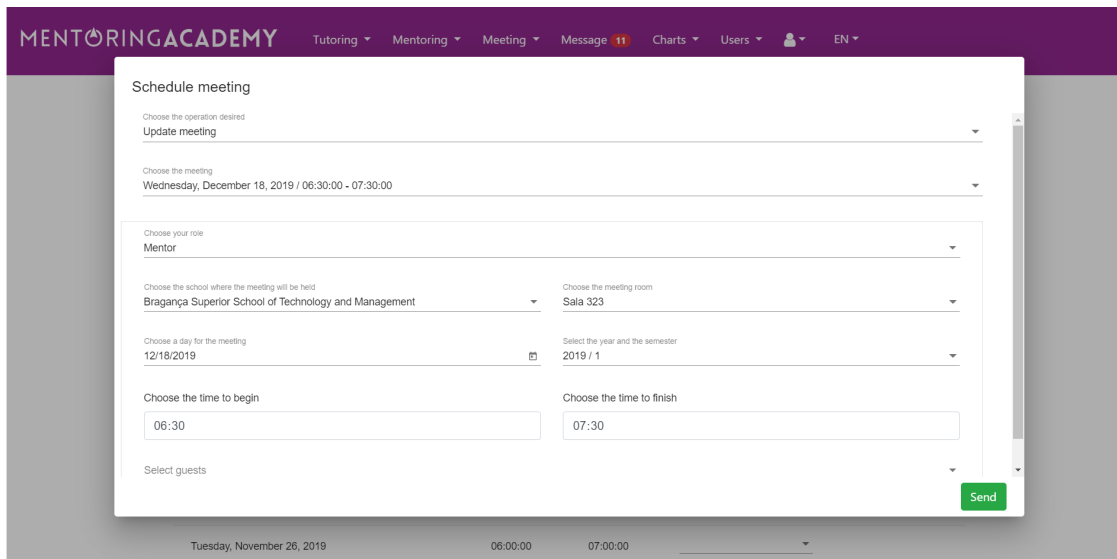 MENTORINGACADEMY Tutoring Mentoring Meeting Message 11 Charts Users EN
Schedule meeting
Choose the operation desired
Update meeting
Choose the meeting
Wednesday, December 18, 2019 / 06:30:00 - 07:30:00
Choose your role
Mentor
Choose the school where the meeting will be held Choose the meeting room
Bragança Superior School of Technology and Management Sala 323
Choose a day for the meeting Select the year and the semester
12/18/2019 2019 / 1
Choose the time to begin Choose the time to finish
06:30 07:30
Select guests
Send
Tuesday, November 26, 2019 06:00:00 07:00:00